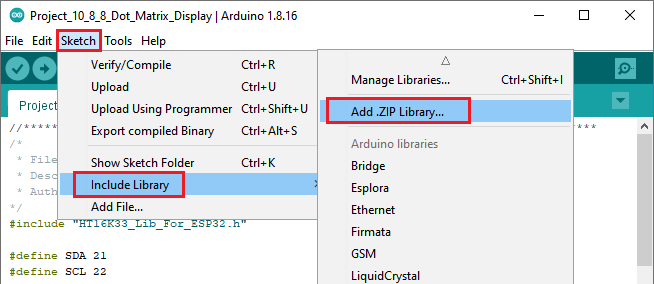 Project_10_8_8_Dot_Matrix_Display | Arduino 1.8.16
File Edit Sketch Tools Help
Verify/Compile Ctrl+R
Upload Ctrl+U
Upload Using Programmer Ctrl+Shift+U
Export compiled Binary Ctrl+Alt+S
Show Sketch Folder Ctrl+K
Include Library
Add File...
Manage Libraries... Ctrl+Shift+I
Add .ZIP Library...
Arduino libraries
Bridge
Esplora
Ethernet
Firmata
GSM
LiquidCrystal
Project
//****
/*
* File
* Desc
* Auth
*/
#include "HT16K33_Lib_For_ESP32.h"
#define SDA 21
#define SCL 22